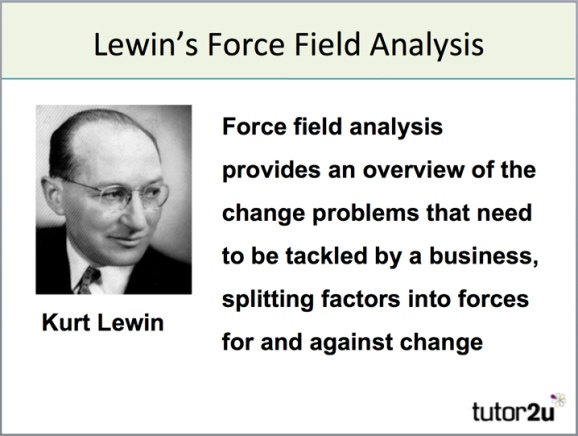 Lewin’s Force Field Analysis
Force field analysis
provides an overview of the
change problems that need
to be tackled by a business,
splitting factors into forces
for and against change
Kurt Lewin
tutor2u